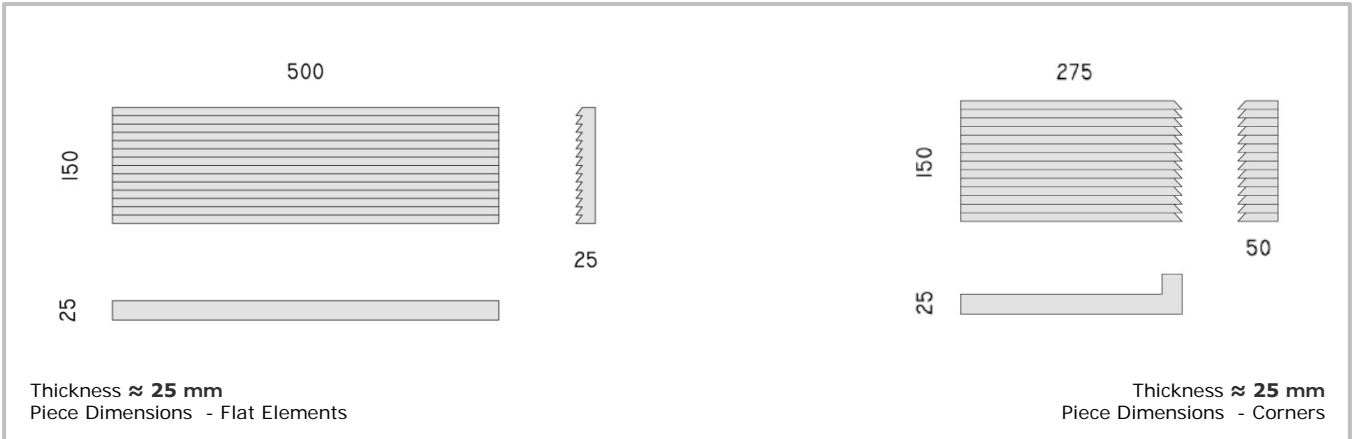 500
150
25
25
Thickness ≈ 25 mm
Piece Dimensions - Flat Elements
275
150
50
25
Thickness ≈ 25 mm
Piece Dimensions - Corners